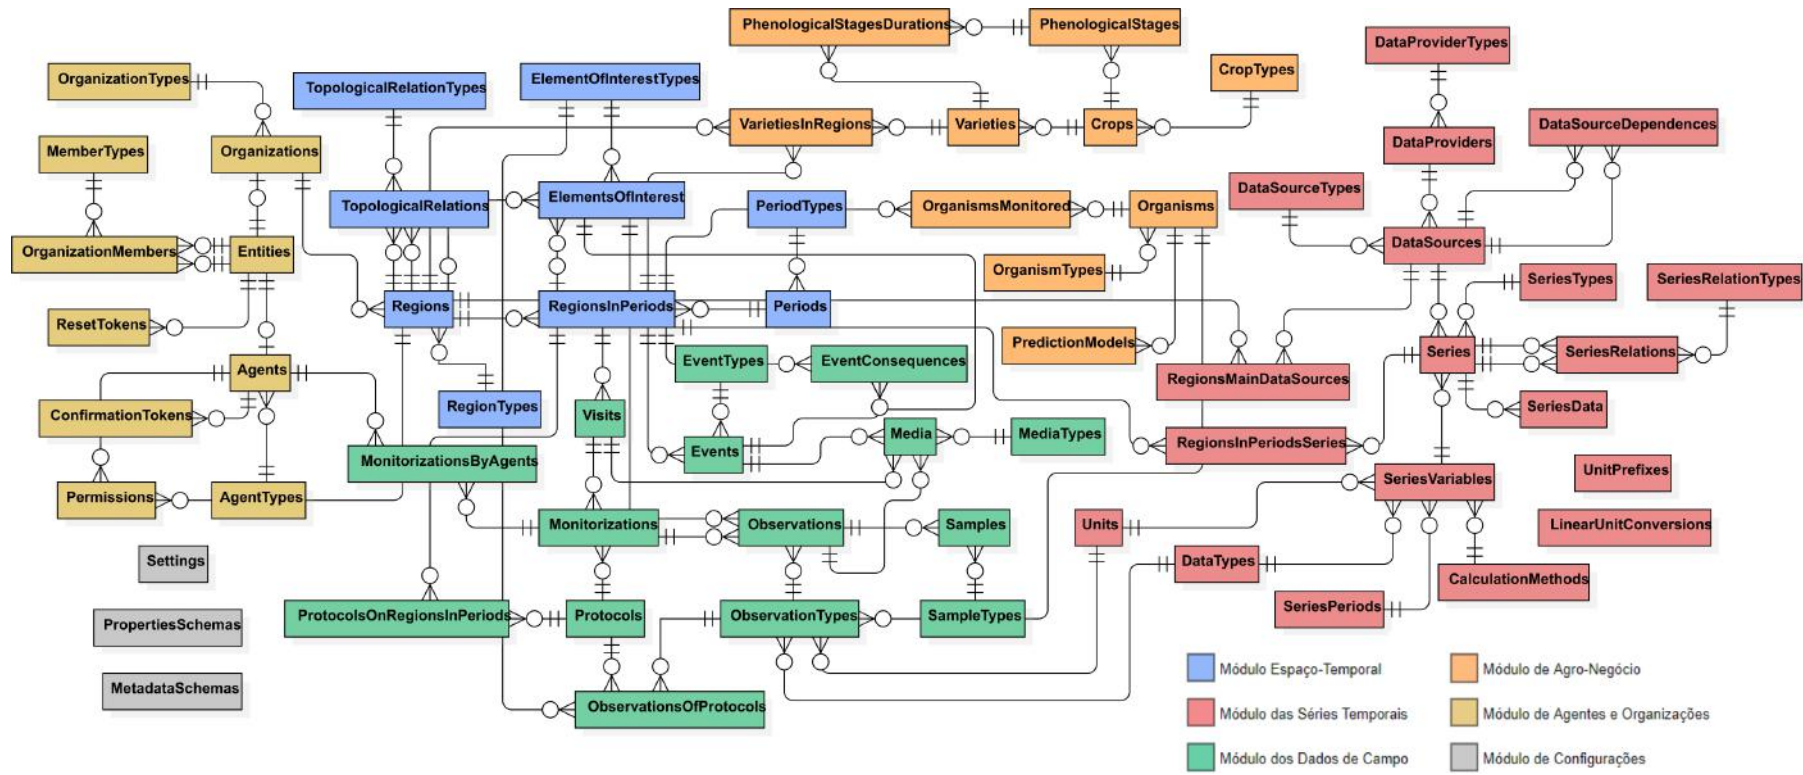 PhenologicalStagesDurations
PhenologicalStages
DataProviderTypes
OrganizationTypes
TopologicalRelationTypes
ElementOfInterestTypes
CropTypes
MemberTypes
Organizations
VarietiesInRegions
Varieties
Crops
DataProviders
DataSourceDependences
TopologicalRelations
ElementsOfInterest
PeriodTypes
OrganismsMonitored
Organisms
DataSourceTypes
OrganizationMembers
Entities
DataSources
OrganismTypes
SeriesTypes
SeriesRelationTypes
Regions
RegionsInPeriods
Periods
ResetTokens
PredictionModels
Series
SeriesRelations
Agents
EventTypes
EventConsequences
RegionsMainDataSources
ConfirmationTokens
RegionTypes
Visits
SeriesData
MonitorizationsByAgents
Events
Media
MediaTypes
RegionsInPeriodsSeries
UnitPrefixes
Permissions
AgentTypes
SeriesVariables
Monitorizations
Observations
Samples
Units
LinearUnitConversions
Settings
DataTypes
CalculationMethods
PropertiesSchemas
ProtocolsOnRegionsInPeriods
Protocols
ObservationTypes
SampleTypes
SeriesPeriods
MetadataSchemas
ObservationsOfProtocols
Módulo Espaço-Temporal
Módulo de Agro-Negócio
Módulo das Séries Temporais
Módulo de Agentes e Organizações
Módulo dos Dados de Campo
Módulo de Configurações